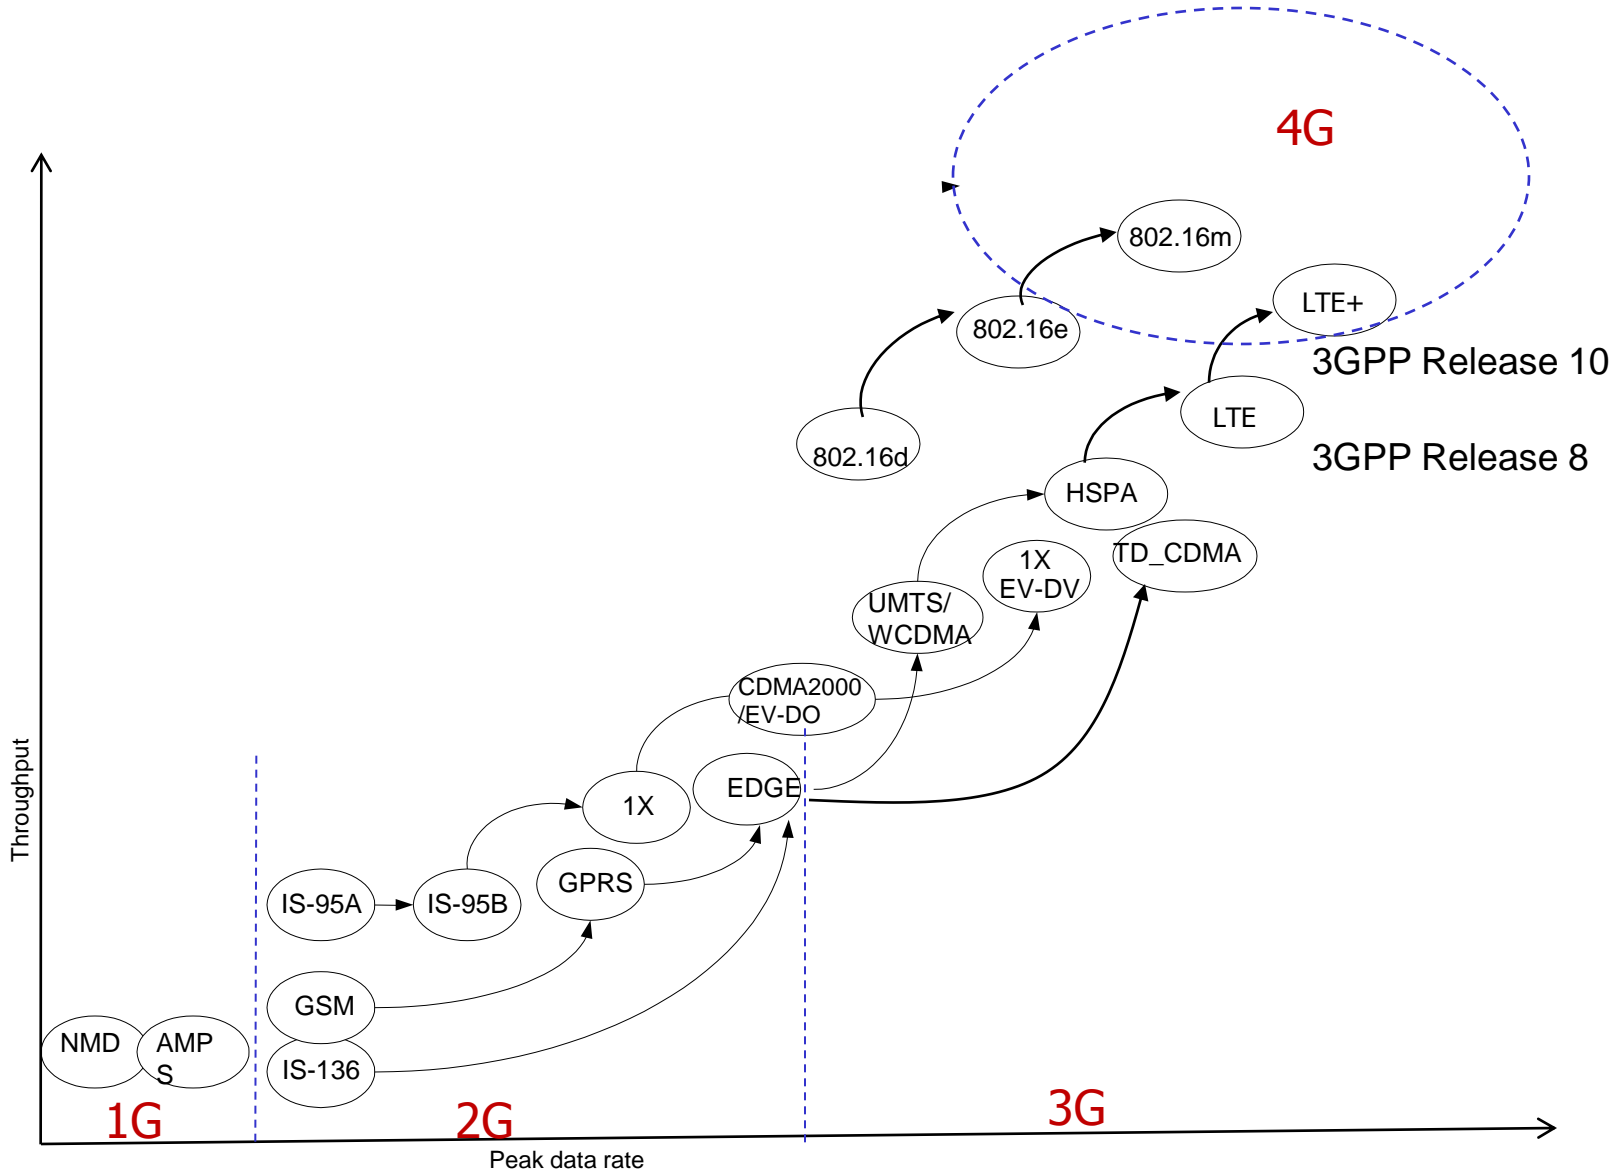 4G
802.16m
LTE+
802.16e
3GPP Release 10
LTE
802.16d
3GPP Release 8
HSPA
TD_CDMA
1X
EV-DV
UMTS/
WCDMA
CDMA2000
/EV-DO
EDGE
1X
Throughput
GPRS
IS-95A
IS-95B
GSM
NMD
AMP
S
IS-136
1G
2G
3G
Peak data rate